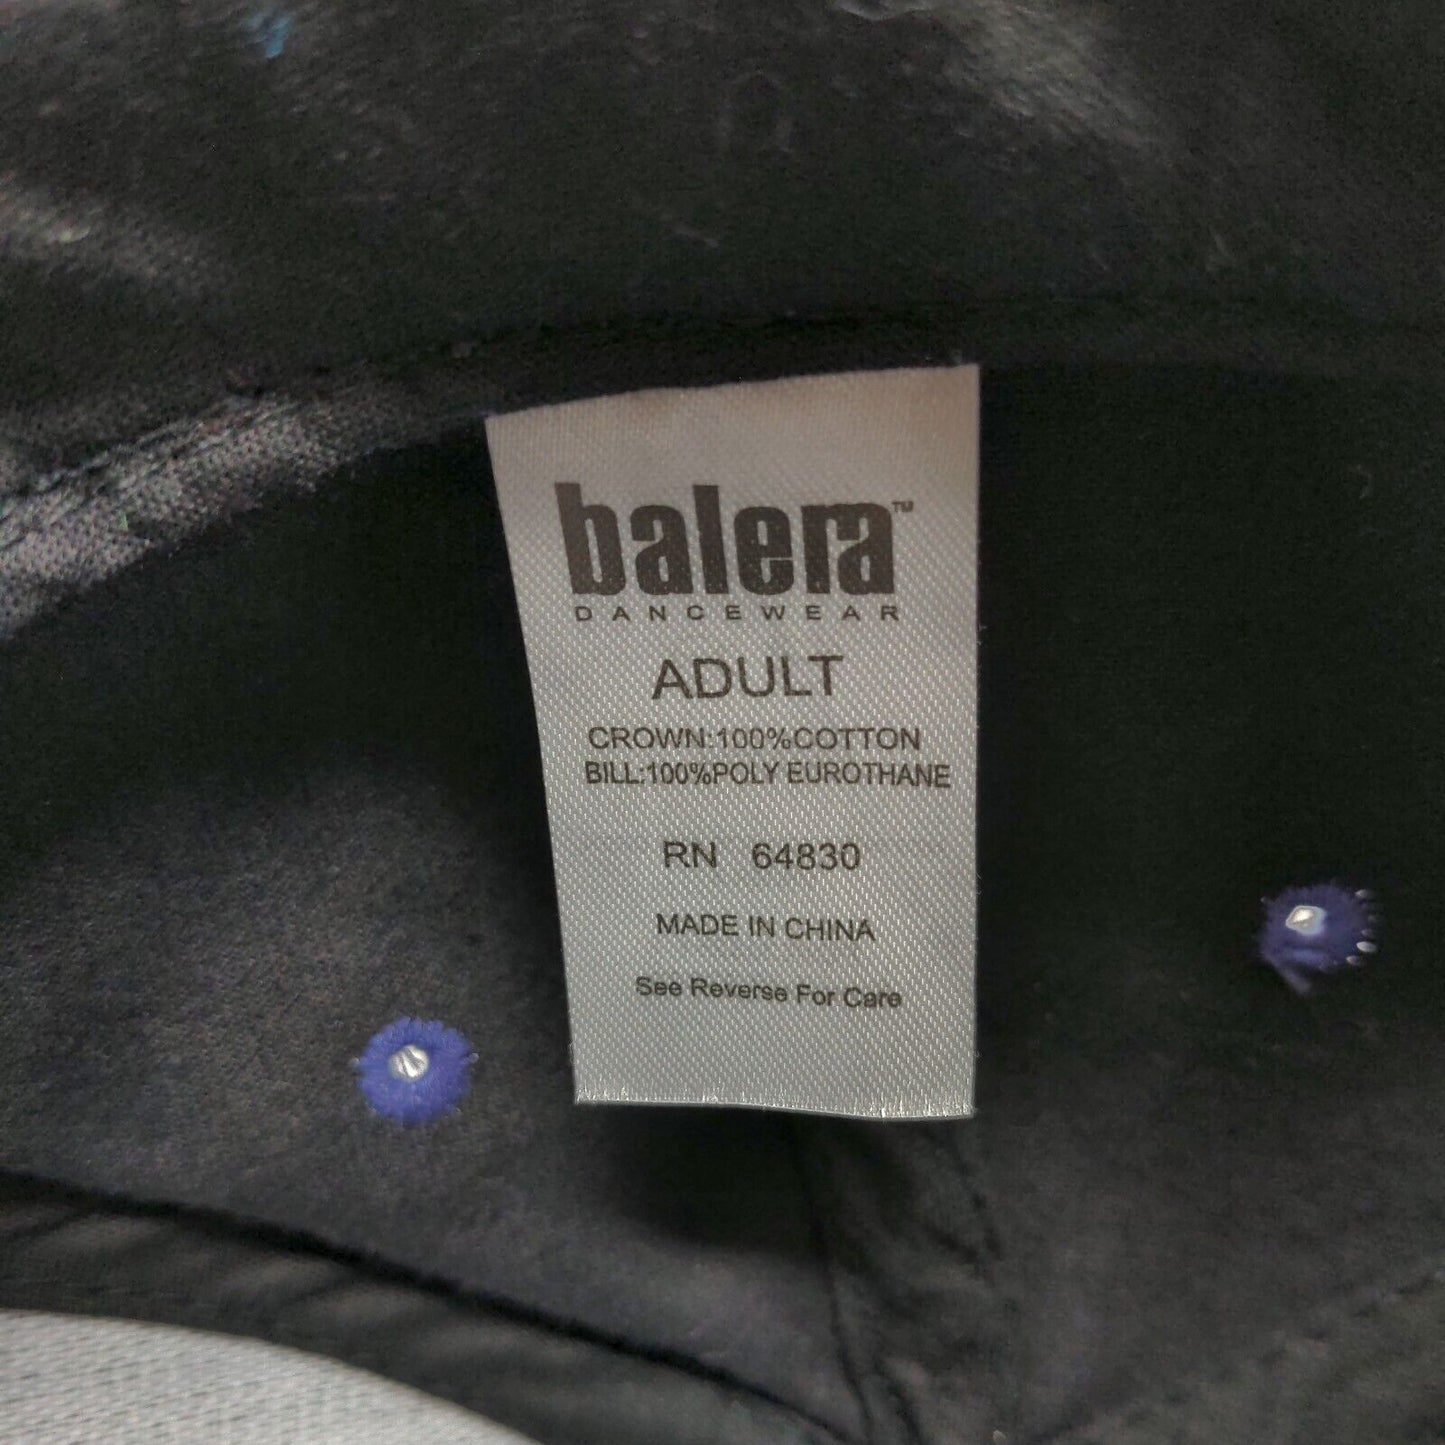 balera™
DANCEWEAR
ADULT
CROWN:100%COTTON
BILL:100%POLY EUROTHANE
RN 64830
MADE IN CHINA
See Reverse For Care